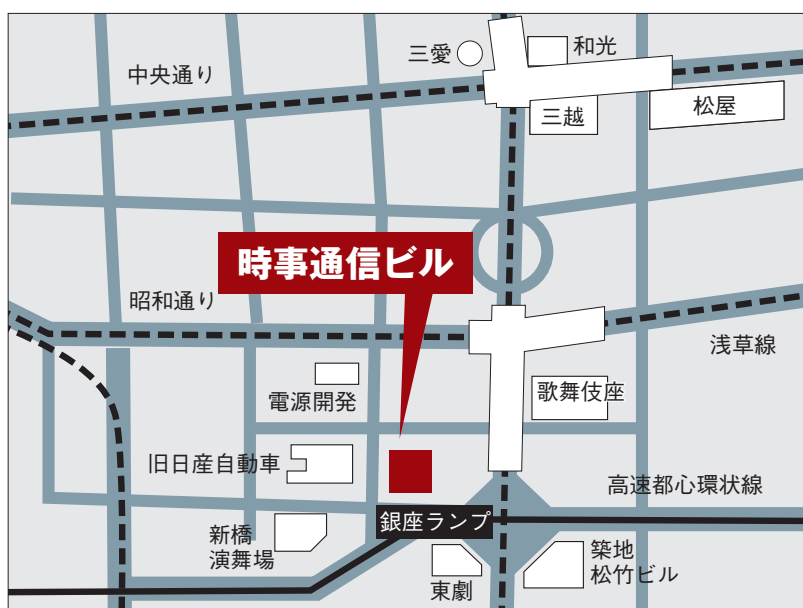 三愛
和光
中央通り
三越
松屋
時事通信ビル
昭和通り
浅草線
電源開発
歌舞伎座
旧日産自動車
高速都心環状線
銀座ランプ
新橋
演舞場
築地
松竹ビル
東劇